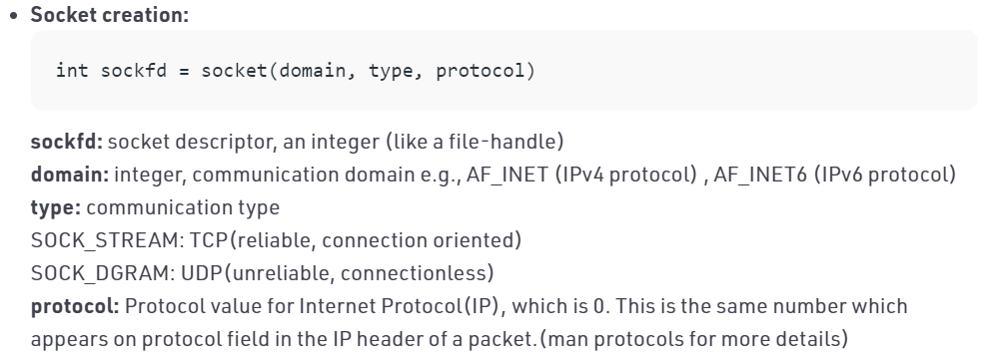 Socket creation:
int sockfd = socket(domain, type, protocol)
sockfd: socket descriptor, an integer (like a file-handle)
domain: integer, communication domain e.g., AF_INET (IPv4 protocol) , AF_INET6 (IPv6 protocol)
type: communication type
SOCK_STREAM: TCP(reliable, connection oriented)
SOCK_DGRAM: UDP(unreliable, connectionless)
protocol: Protocol value for Internet Protocol(IP), which is 0. This is the same number which
appears on protocol field in the IP header of a packet.(man protocols for more details)